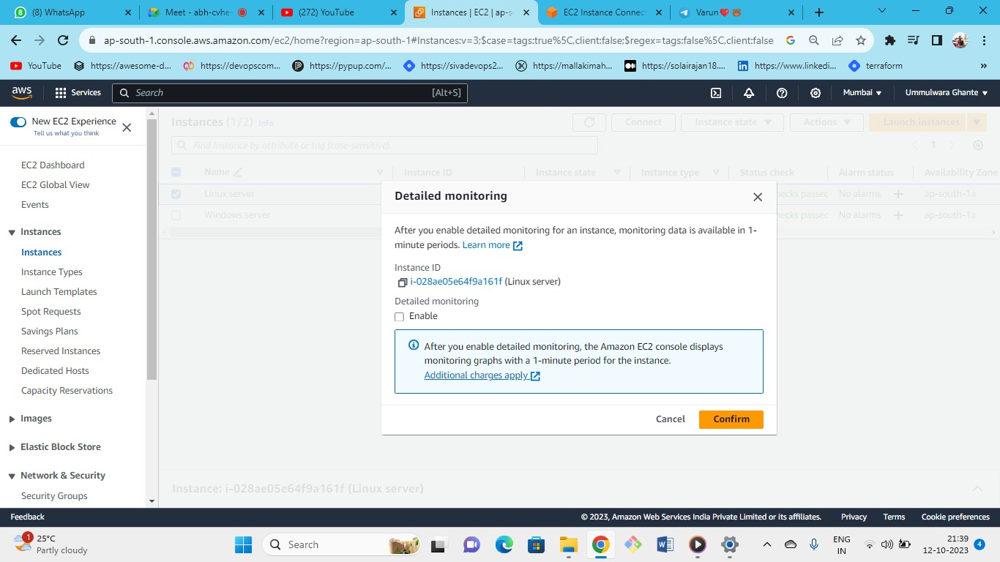 (8) WhatsApp
Meet - abh-cvhe-
(272) YouTube
Instances | EC2 | ap-s
EC2 Instance Connect
Varun❤️🐻
ap-south-1.console.aws.amazon.com/ec2/home?region=ap-south-1#Instances:v=3;$case=tags:true%5C,client:false;$regex=tags:false%5C,client:false
YouTube
https://awesome-d...
https://devopscom...
https://pypup.com/...
https://sivadevops2...
https://mallakimah...
https://solairajan18....
https://www.linkedi...
terraform
»
aws
Services
Search
[Alt+S]
Mumbai
Ummulwara Ghante
New EC2 Experience
Tell us what you think
EC2 Dashboard
EC2 Global View
Events
Instances
Instances
Instance Types
Launch Templates
Spot Requests
Savings Plans
Reserved Instances
Dedicated Hosts
Capacity Reservations
Images
Elastic Block Store
Network & Security
Security Groups
Instances (1/2) Info
Connect
Instance state
Actions
Launch instances
Find Instance by attribute or tag (case-sensitive)
1
Name
Instance ID
Instance state
Instance type
Status check
Alarm status
Availability Zone
Linux server
hecks passec
No alarms
ap-south-1a
Windows server
hecks passec
No alarms
ap-south-1a
Detailed monitoring
After you enable detailed monitoring for an instance, monitoring data is available in 1-
minute periods. Learn more
Instance ID
i-028ae05e64f9a161f (Linux server)
Detailed monitoring
Enable
After you enable detailed monitoring, the Amazon EC2 console displays
monitoring graphs with a 1-minute period for the instance.
Additional charges apply
Cancel
Confirm
Instance: i-028ae05e64f9a161f (Linux server)
Feedback
© 2023, Amazon Web Services India Private Limited or its affiliates.
Privacy
Terms
Cookie preferences
1
25°C
Partly cloudy
Search
ENG
IN
21:39
12-10-2023
4